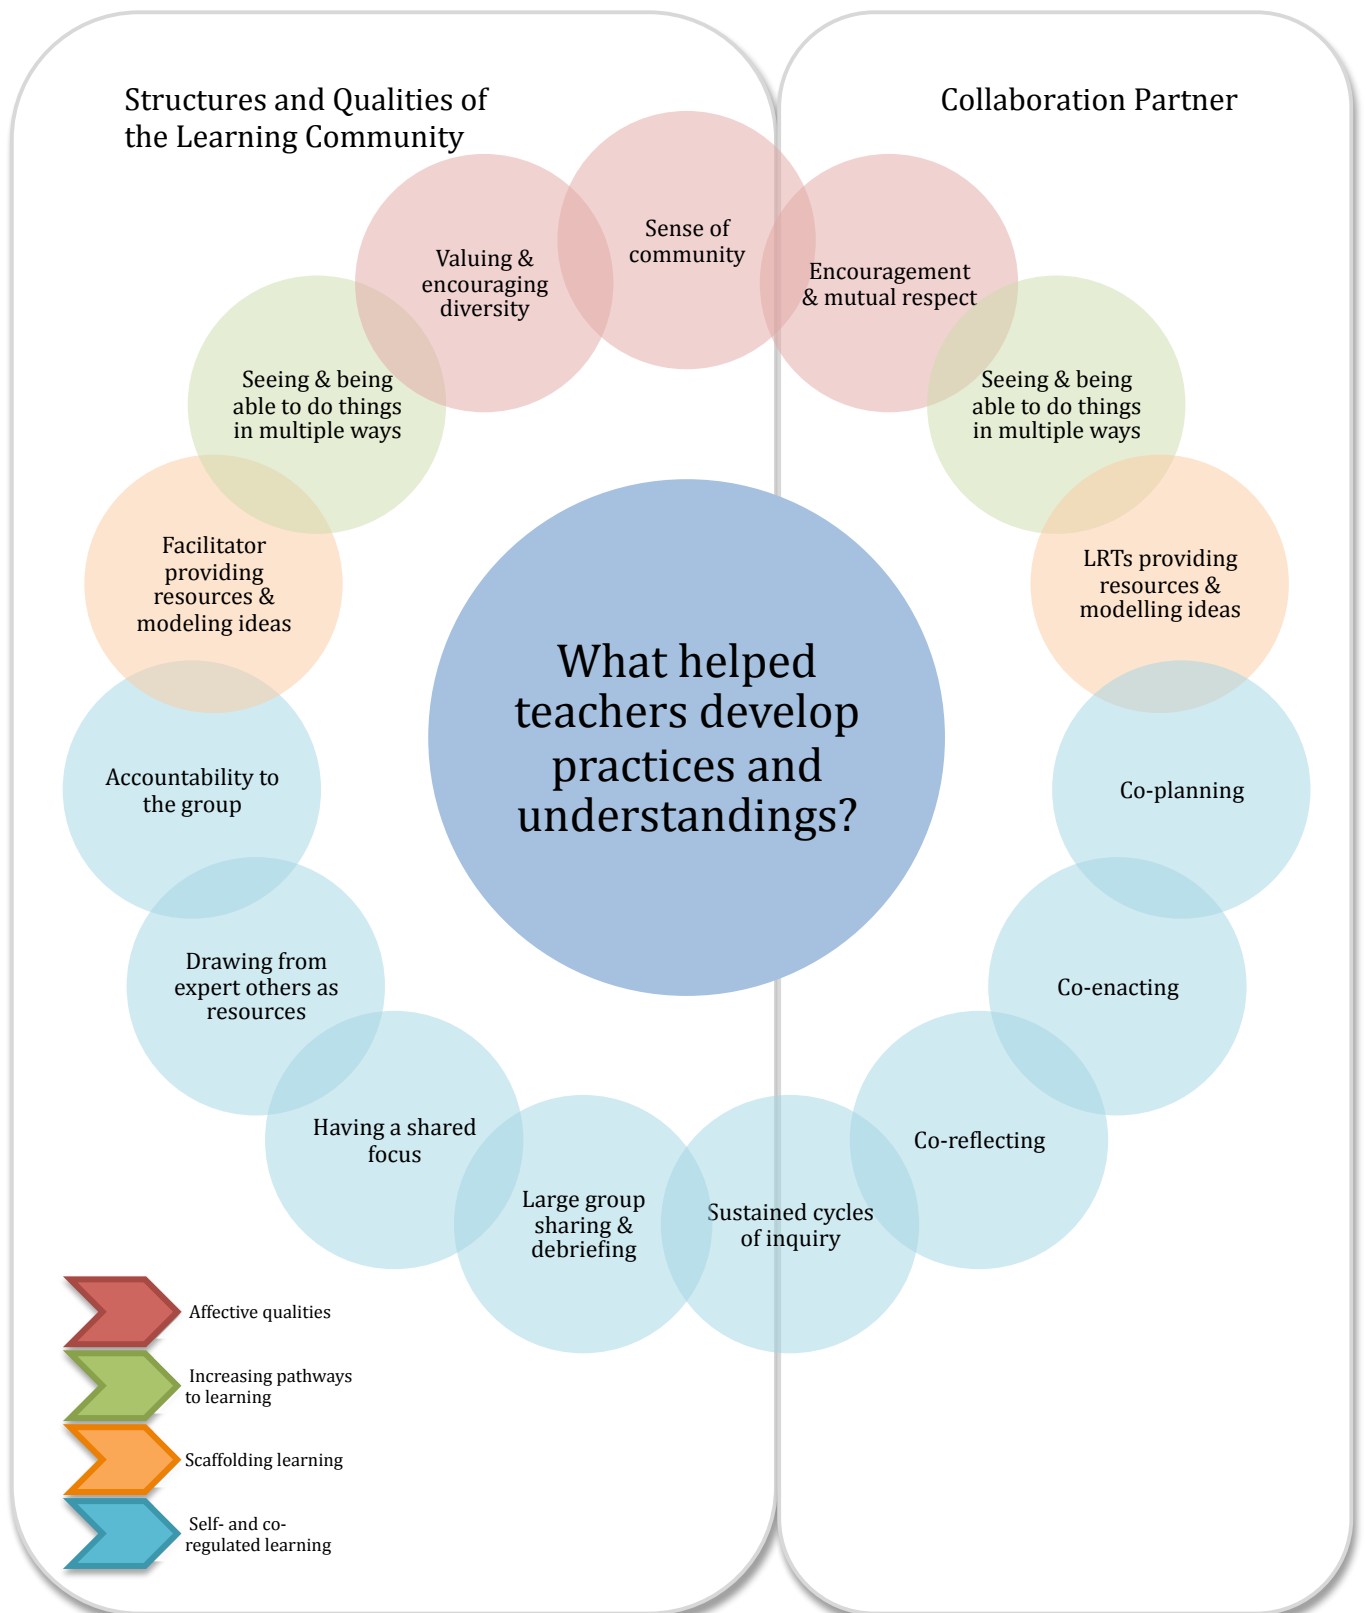 Structures and Qualities of
the Learning Community
Collaboration Partner
Sense of
community
Encouragement
& mutual respect
Seeing & being
able to do things
in multiple ways
LRTs providing
resources &
modelling ideas
Co-planning
Co-enacting
Co-reflecting
Sustained cycles
of inquiry
Large group
sharing &
debriefing
Having a shared
focus
Drawing from
expert others as
resources
Accountability to
the group
Facilitator
providing
resources &
modeling ideas
Seeing & being
able to do things
in multiple ways
Valuing &
encouraging
diversity
What helped
teachers develop
practices and
understandings?
Affective qualities
Increasing pathways
to learning
Scaffolding learning
Self- and co-
regulated learning